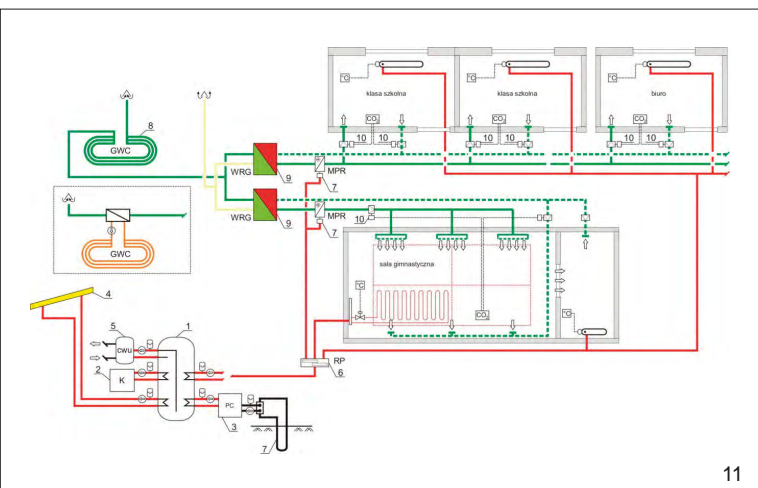 °C
klasa szkolna
CO₂
10 10
°C
klasa szkolna
CO₂
10 10
biuro
CO₂
10 10
8
GWC
WRG
9
MPR
7
GWC
WRG
9
MPR
7
10
sala gimnastyczna
°C
CO₂
°C
4
5
1
cwu
2
K
RP
6
PC
3
7
11